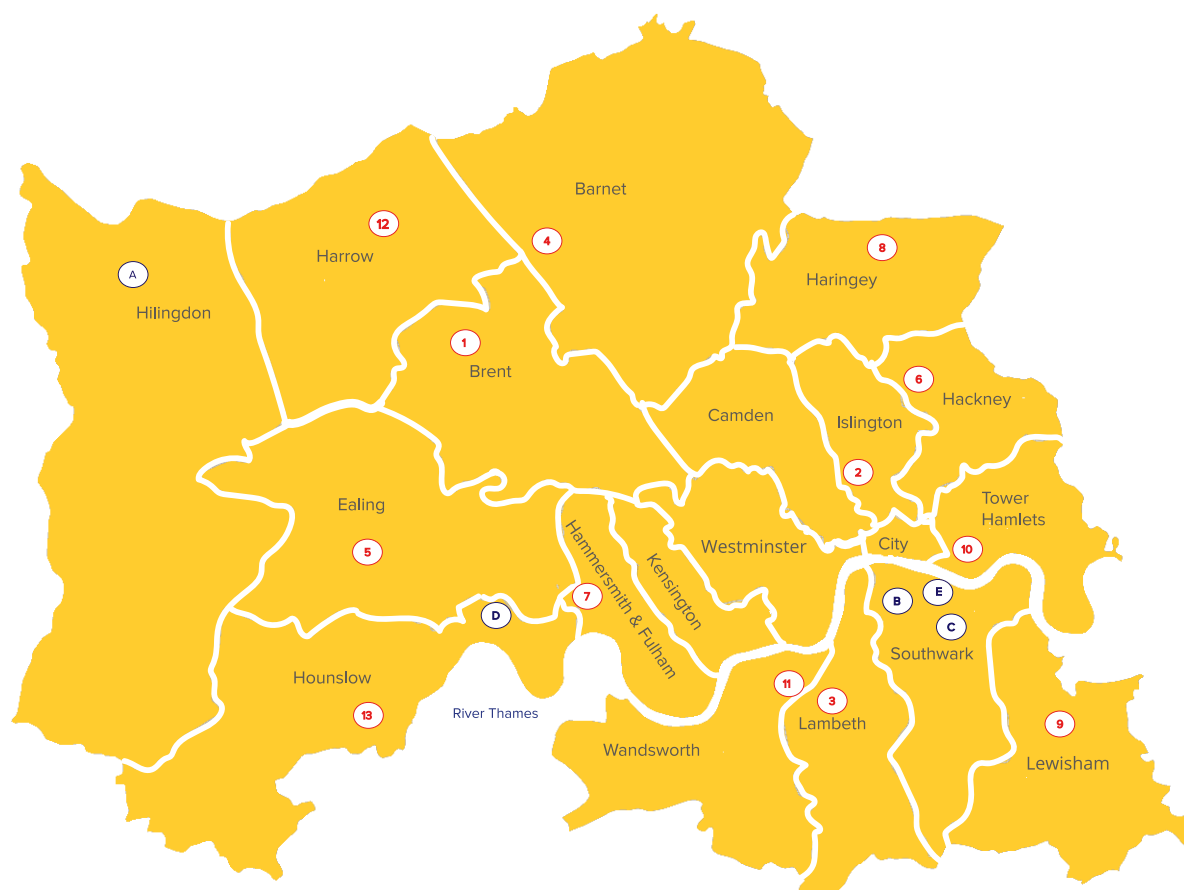 Barnet
12
4
8
Harrow
Haringey
A
Hilingdon
1
Brent
6
Hackney
Camden
Islington
2
Ealing
Tower
Hamlets
5
Westminster
City
10
Hammersmith & Fulham
Kensington
7
D
B
E
C
Southwark
Hounslow
13
River Thames
11
3
Lambeth
9
Wandsworth
Lewisham